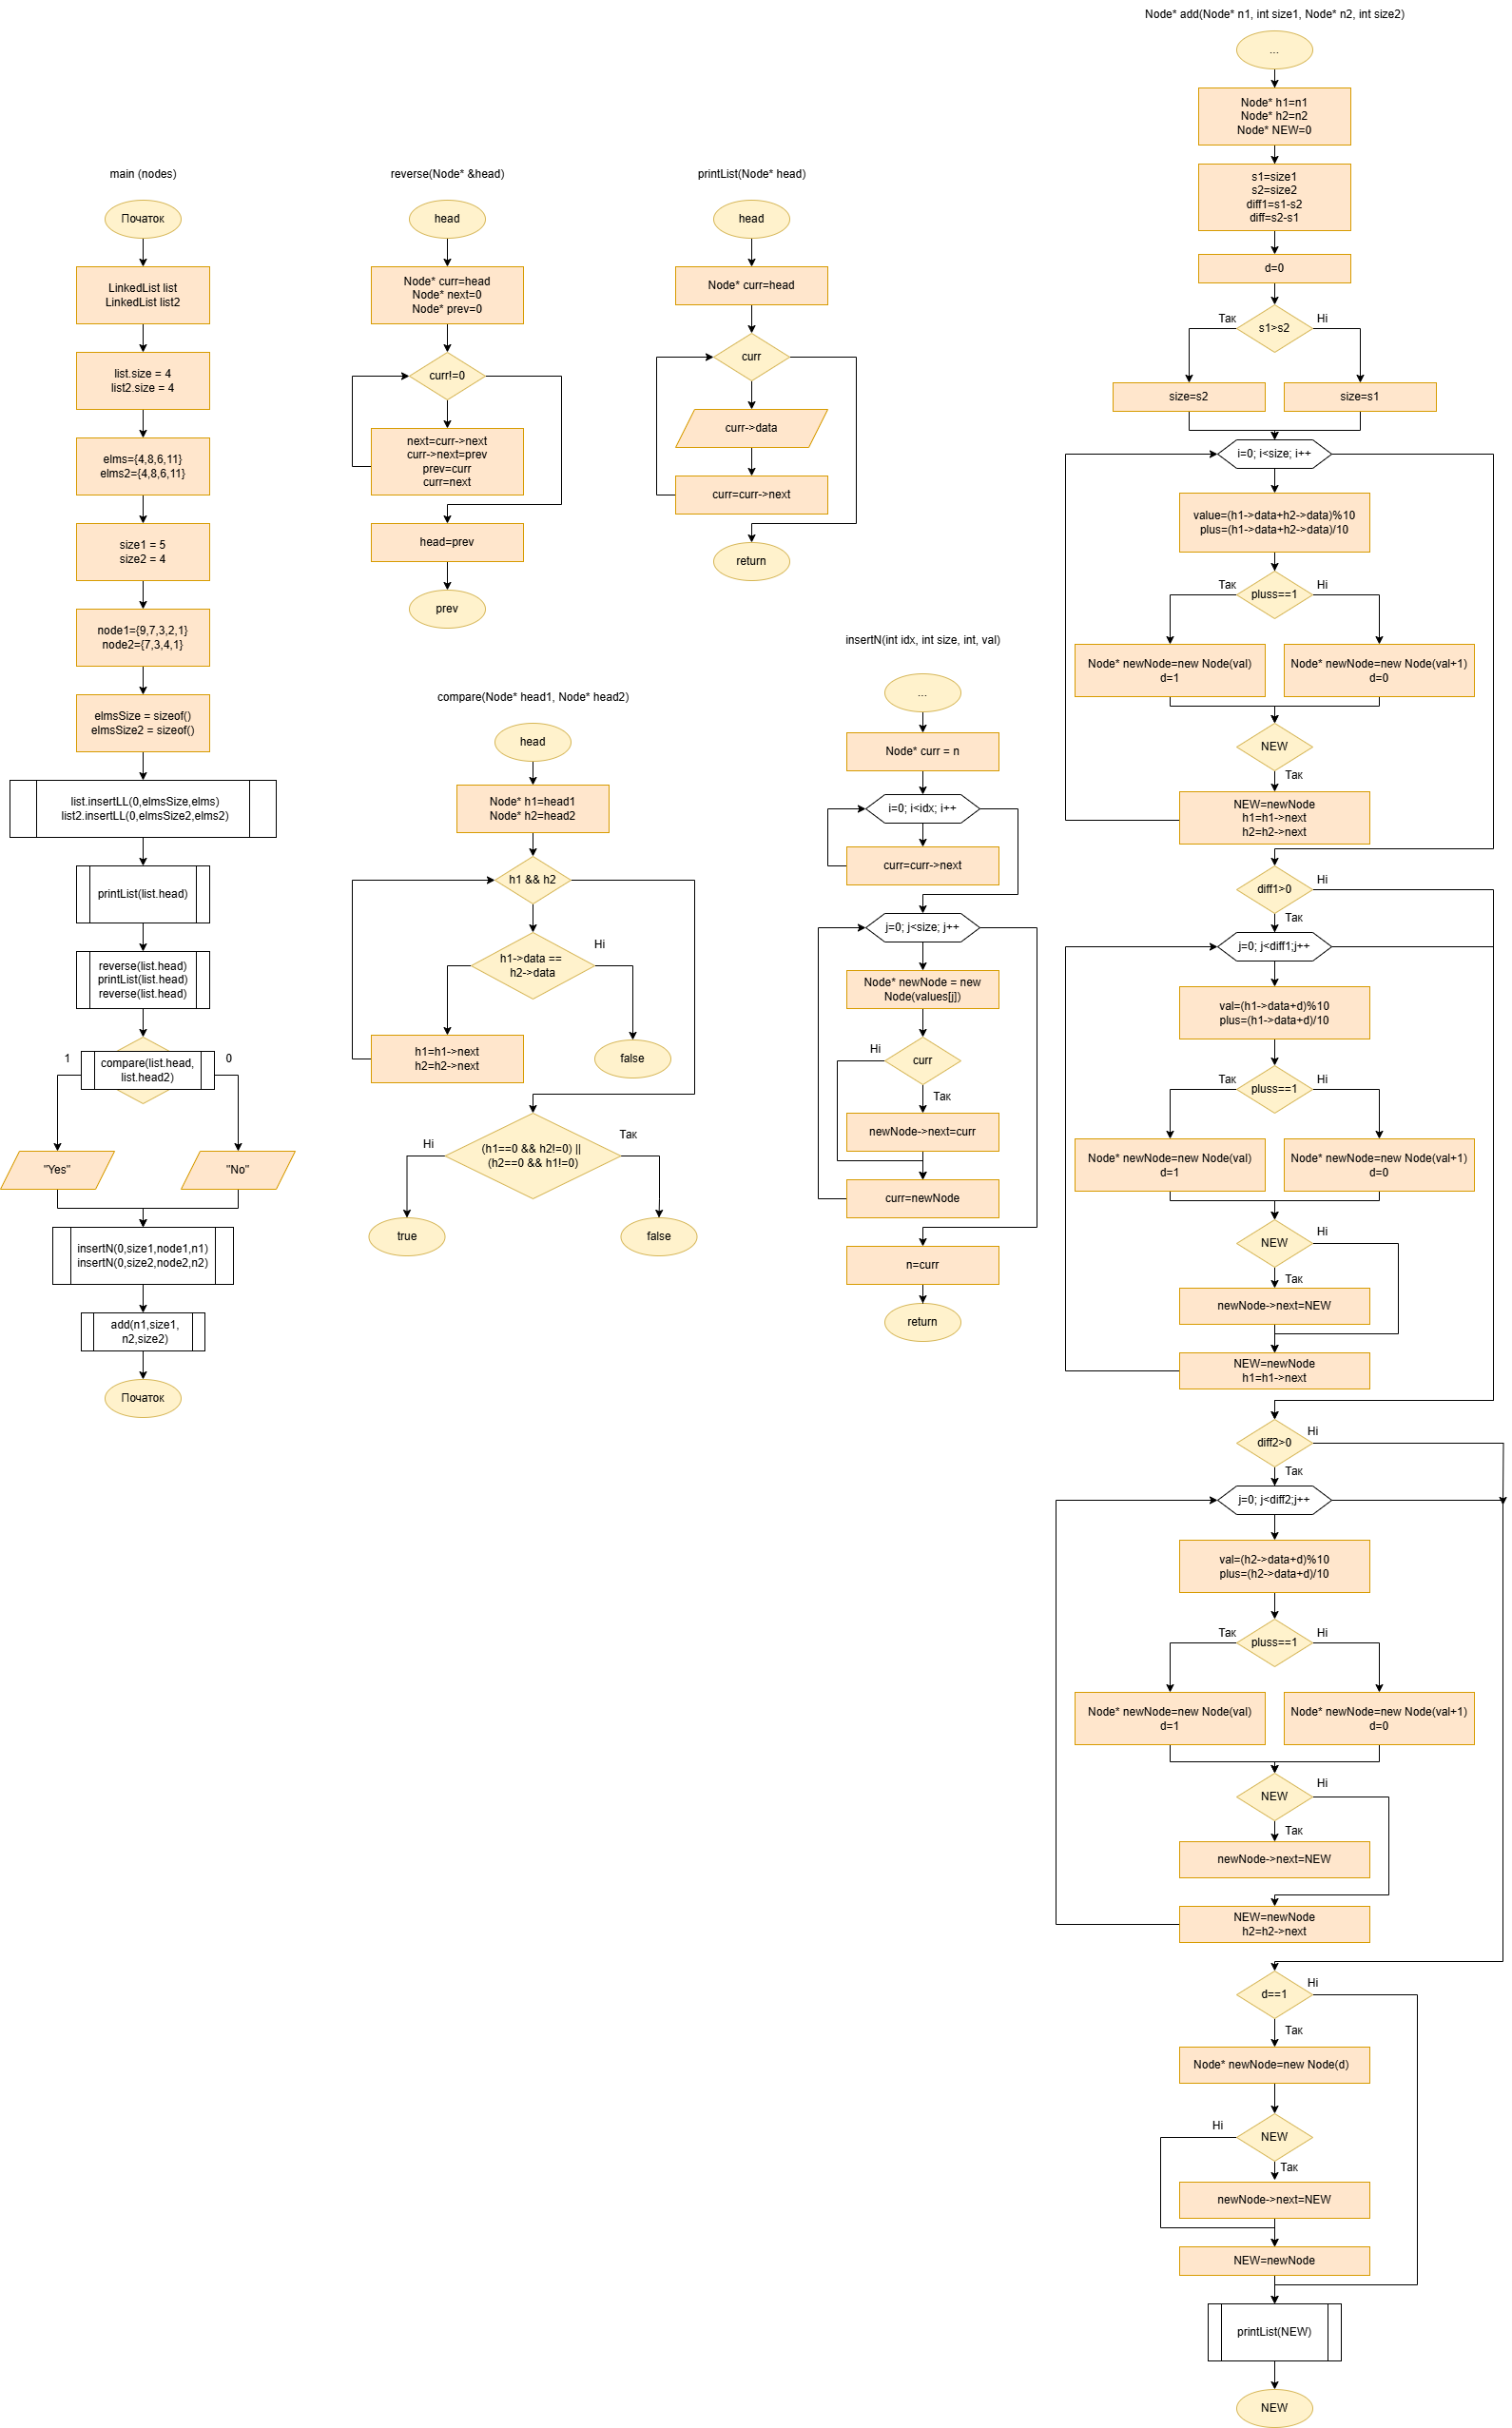 main (nodes)
Початок
LinkedList list
LinkedList list2
list.size = 4
list2.size = 4
elms={4,8,6,11}
elms2={4,8,6,11}
size1 = 5
size2 = 4
node1={9,7,3,2,1}
node2={7,3,4,1}
elmsSize = sizeof()
elmsSize2 = sizeof()
list.insertLL(0,elmsSize,elms)
list2.insertLL(0,elmsSize2,elms2)
printList(list.head)
reverse(list.head)
printList(list.head)
reverse(list.head)
1
compare(list.head,
list.head2)
0
"Yes"
"No"
insertN(0,size1,node1,n1)
insertN(0,size2,node2,n2)
add(n1,size1,
n2,size2)
Початок
reverse(Node* &head)
head
Node* curr=head
Node* next=0
Node* prev=0
curr!=0
next=curr->next
curr->next=prev
prev=curr
curr=next
head=prev
prev
printList(Node* head)
head
Node* curr=head
curr
curr->data
curr=curr->next
return
compare(Node* head1, Node* head2)
head
Node* h1=head1
Node* h2=head2
h1 && h2
h1->data ==
h2->data
Ні
h1=h1->next
h2=h2->next
false
(h1==0 && h2!=0) ||
(h2==0 && h1!=0)
Ні
Так
true
false
insertN(int idx, int size, int, val)
...
Node* curr = n
i=0; i<idx; i++
curr=curr->next
j=0; j<size; j++
Node* newNode = new
Node(values[j])
Ні
curr
Так
newNode->next=curr
curr=newNode
n=curr
return
Node* add(Node* n1, int size1, Node* n2, int size2)
...
Node* h1=n1
Node* h2=n2
Node* NEW=0
s1=size1
s2=size2
diff1=s1-s2
diff=s2-s1
d=0
Так
s1>s2
Ні
size=s2
size=s1
i=0; i<size; i++
value=(h1->data+h2->data)%10
plus=(h1->data+h2->data)/10
Так
pluss==1
Ні
Node* newNode=new Node(val)
d=1
Node* newNode=new Node(val+1)
d=0
NEW
Так
NEW=newNode
h1=h1->next
h2=h2->next
diff1>0
Ні
Так
j=0; j<diff1;j++
val=(h1->data+d)%10
plus=(h1->data+d)/10
Так
pluss==1
Ні
Node* newNode=new Node(val)
d=1
Node* newNode=new Node(val+1)
d=0
NEW
Ні
Так
newNode->next=NEW
NEW=newNode
h1=h1->next
diff2>0
Ні
Так
j=0; j<diff2;j++
val=(h2->data+d)%10
plus=(h2->data+d)/10
Так
pluss==1
Ні
Node* newNode=new Node(val)
d=1
Node* newNode=new Node(val+1)
d=0
NEW
Ні
Так
newNode->next=NEW
NEW=newNode
h2=h2->next
d==1
Ні
Так
Node* newNode=new Node(d)
Ні
NEW
Так
newNode->next=NEW
NEW=newNode
printList(NEW)
NEW